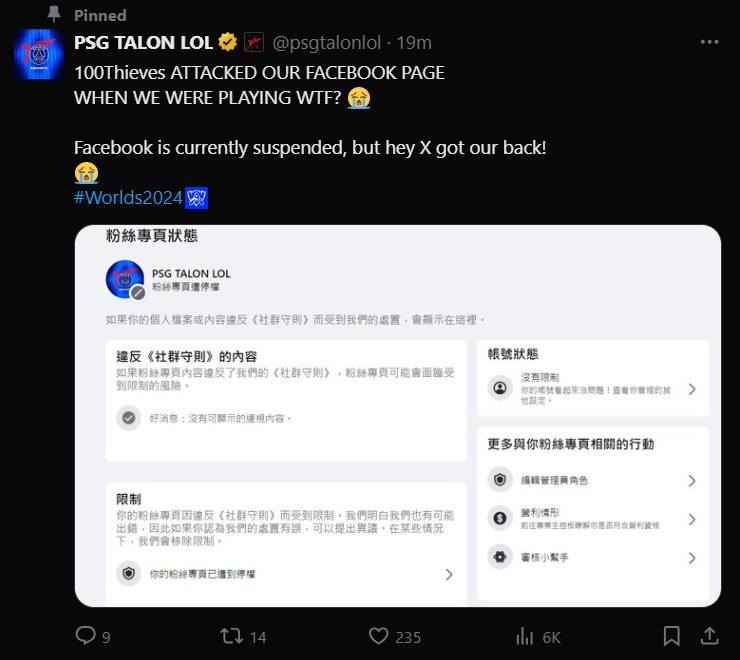 Pinned
PSG TALON LOL @psgtalonlol · 19m
100Thieves ATTACKED OUR FACEBOOK PAGE
WHEN WE WERE PLAYING WTF? 😭
Facebook is currently suspended, but hey X got our back!
😭
#Worlds2024
粉絲專頁狀態
PSG TALON LOL
粉絲專頁遭停權
如果你的個人檔案或內容違反《社群守則》而受到我們的處置，會顯示在這裡。
違反《社群守則》的內容
如果粉絲專頁內容違反了我們的《社群守則》，粉絲專頁可能會面臨受
到限制的風險。
好消息：沒有可顯示的違規內容。
限制
你的粉絲專頁因違反《社群守則》而受到限制。我們明白我們也有可能
出錯，因此如果你認為我們的處置有誤，可以提出異議。在某些情況
下，我們會移除限制。
你的粉絲專頁已遭到停權
帳號狀態
沒有限制
你的帳號看起來沒問題！查看你管理的其
他設定。
更多與你粉絲專頁相關的行動
編輯管理員角色
營利情形
前往專業主控板瞭解你是否符合營利資格
審核小幫手
9 14 235 6K